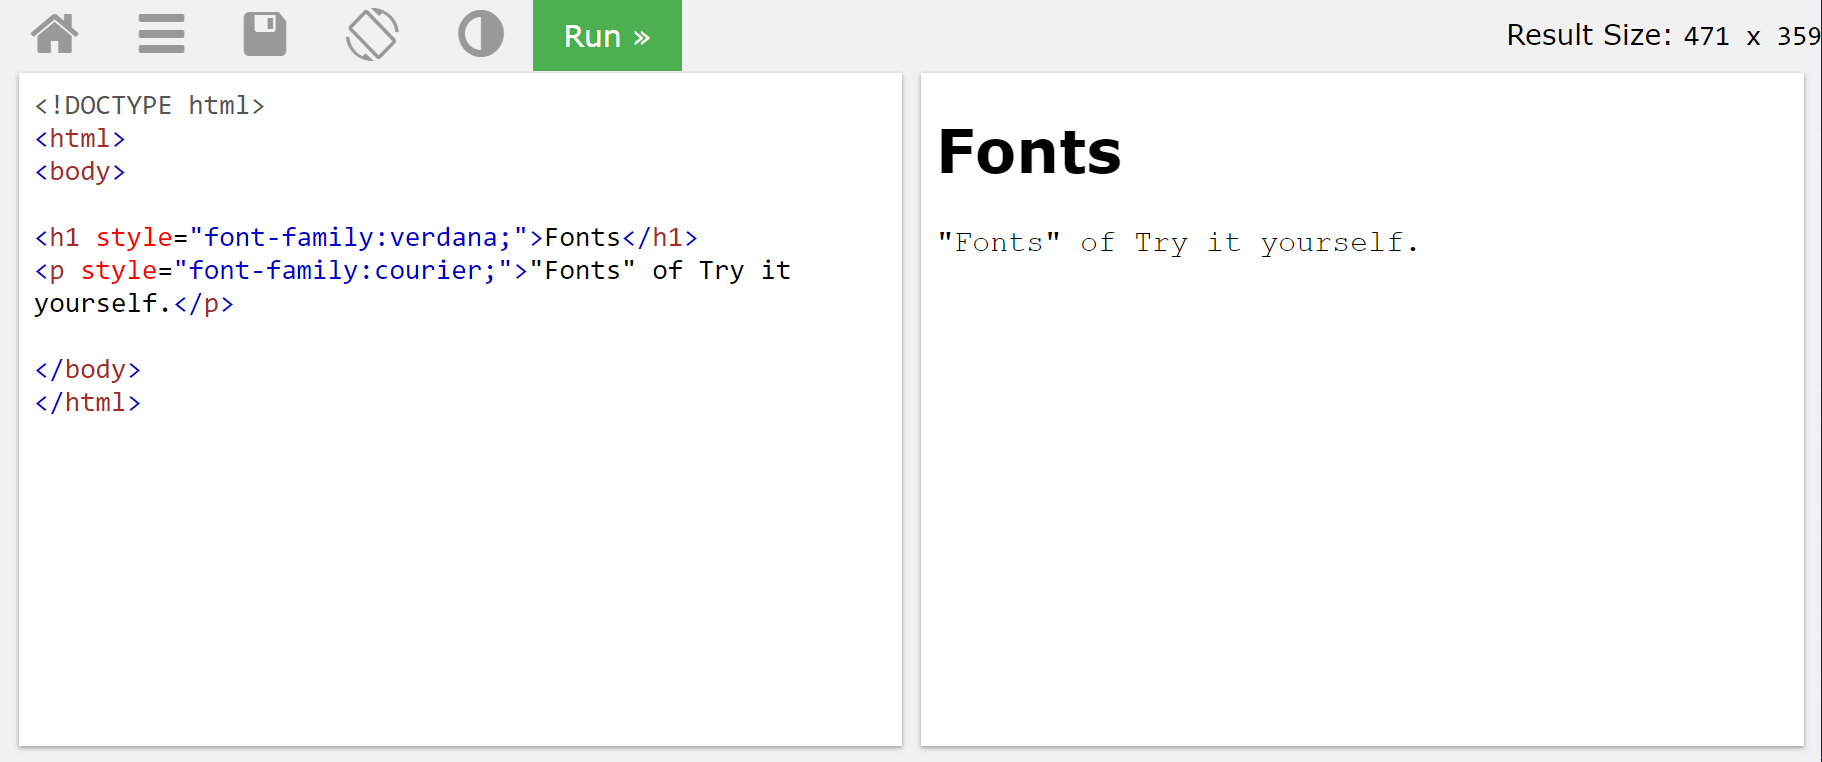 Run »
Result Size: 471 x 359
<!DOCTYPE html>
<html>
<body>
<h1 style="font-family:verdana;">Fonts</h1>
<p style="font-family:courier;">"Fonts" of Try it
yourself.</p>
</body>
</html>
Fonts
"Fonts" of Try it yourself.